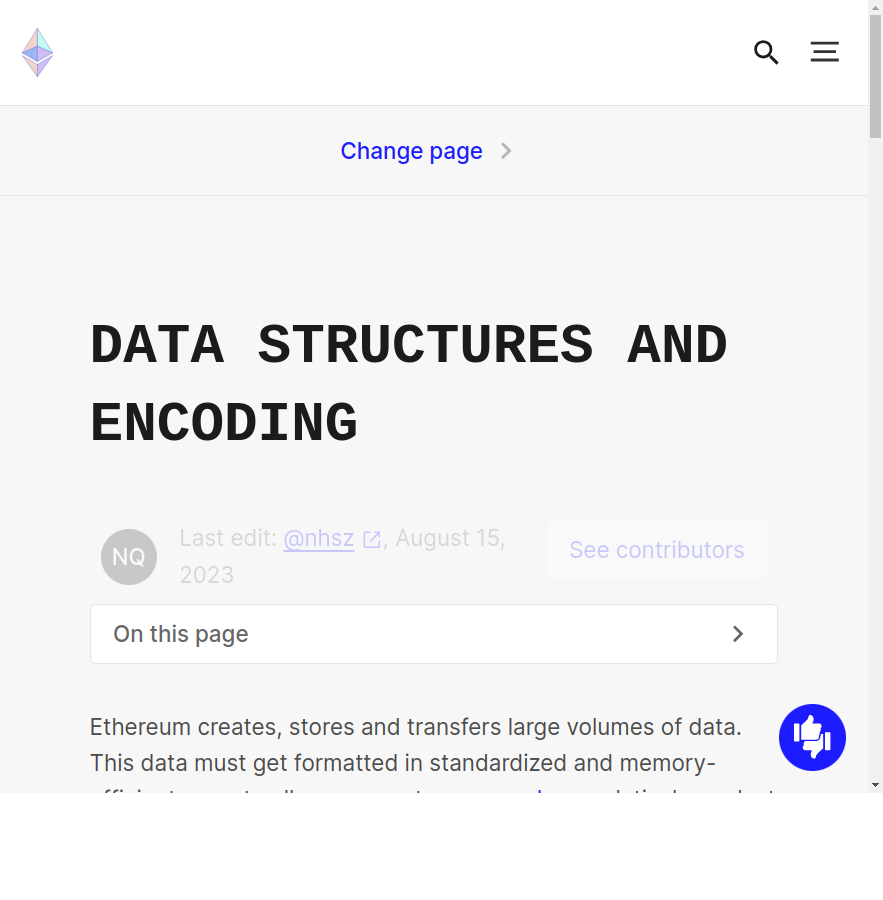 Change page
DATA STRUCTURES AND
ENCODING
NQ
Last edit: @nhsz, August 15,
2023
See contributors
On this page
Ethereum creates, stores and transfers large volumes of data.
This data must get formatted in standardized and memory-